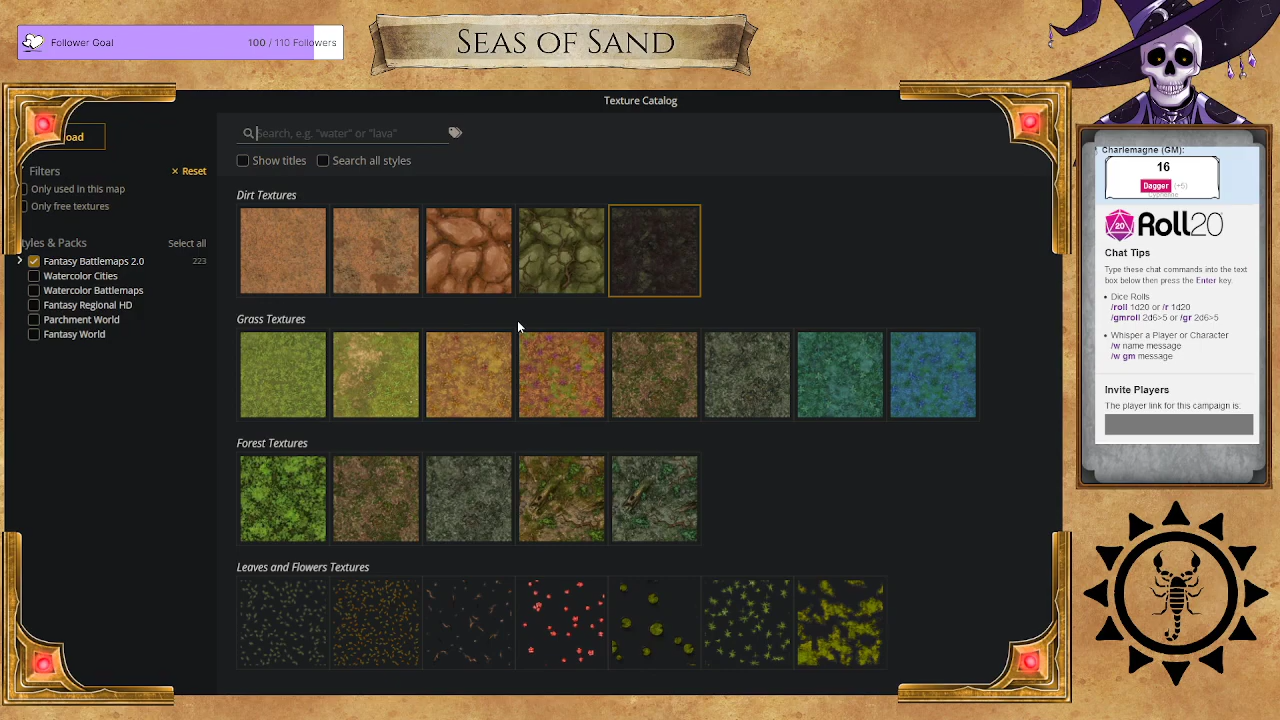 Follower Goal
100 / 110 Followers
SEAS OF SAND
Texture Catalog
oad
Search, e.g. "water" or "lava"
Show titles
Search all styles
Filters
× Reset
Only used in this map
Only free textures
tyles & Packs
Select all
Fantasy Battlemaps 2.0
223
Watercolor Cities
Watercolor Battlemaps
Fantasy Regional HD
Parchment World
Fantasy World
Dirt Textures
Grass Textures
Forest Textures
Leaves and Flowers Textures
Charlemagne (GM):
16
Dagger (+5)
20
Roll20
Chat Tips
Type these chat commands into the text
box below then press the Enter key.
• Dice Rolls
/roll 1d20 or /r 1d20
/gmroll 2d6>5 or /gr 2d6>5
• Whisper a Player or Character
/w name message
/w gm message
Invite Players
The player link for this campaign is: